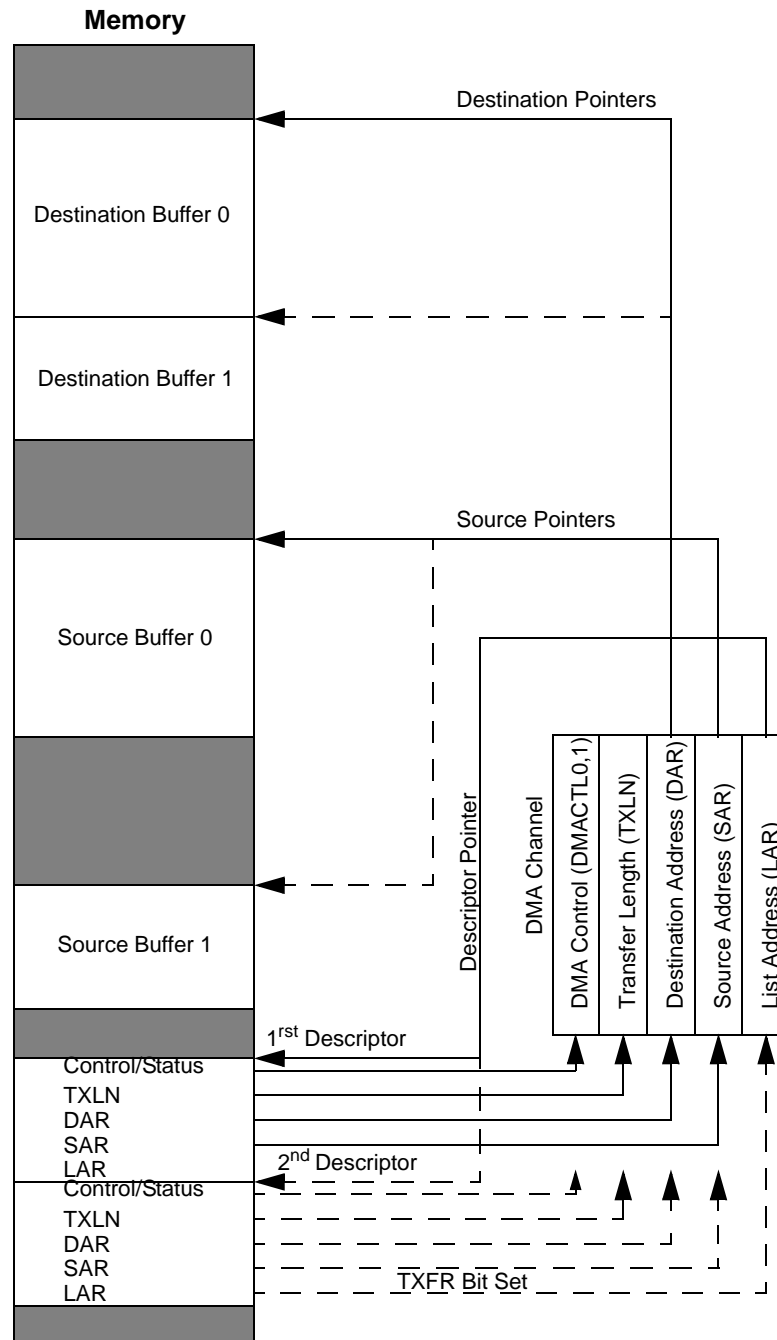 Memory
Destination Pointers
Destination Buffer 0
Destination Buffer 1
Source Pointers
Source Buffer 0
Descriptor Pointer
DMA Channel
DMA Control (DMACTL0,1)
Transfer Length (TXLN)
Destination Address (DAR)
Source Address (SAR)
List Address (LAR)
Source Buffer 1
1rst Descriptor
Control/Status
TXLN
DAR
SAR
LAR
2nd Descriptor
Control/Status
TXLN
DAR
SAR
LAR
TXFR Bit Set